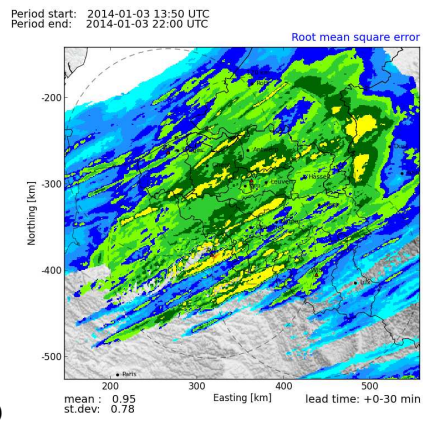 Period start: 2014-01-03 13:50 UTC
Period end: 2014-01-03 22:00 UTC
Root mean square error
-200
-300
-400
-500
Northing [km]
Hasselt
Paris
200
300
400
500
Easting [km]
mean : 0.95
st.dev: 0.78
lead time: +0-30 min
)